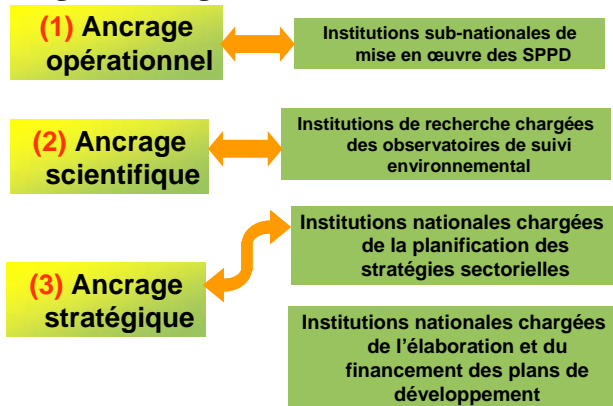 (1) Ancrage
opérationnel
Institutions sub-nationales de
mise en œuvre des SPPD
(2) Ancrage
scientifique
Institutions de recherche chargées
des observatoires de suivi
environnemental
(3) Ancrage
stratégique
Institutions nationales chargées
de la planification des
stratégies sectorielles
Institutions nationales chargées
de l'élaboration et du
financement des plans de
développement